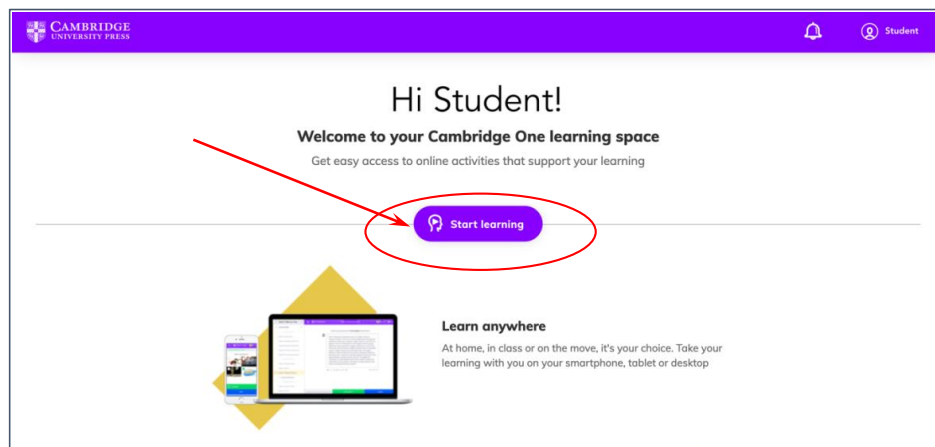 CAMBRIDGE
UNIVERSITY PRESS
Student
Hi Student!
Welcome to your Cambridge One learning space
Get easy access to online activities that support your learning
Start learning
Learn anywhere
At home, in class or on the move, it's your choice. Take your
learning with you on your smartphone, tablet or desktop